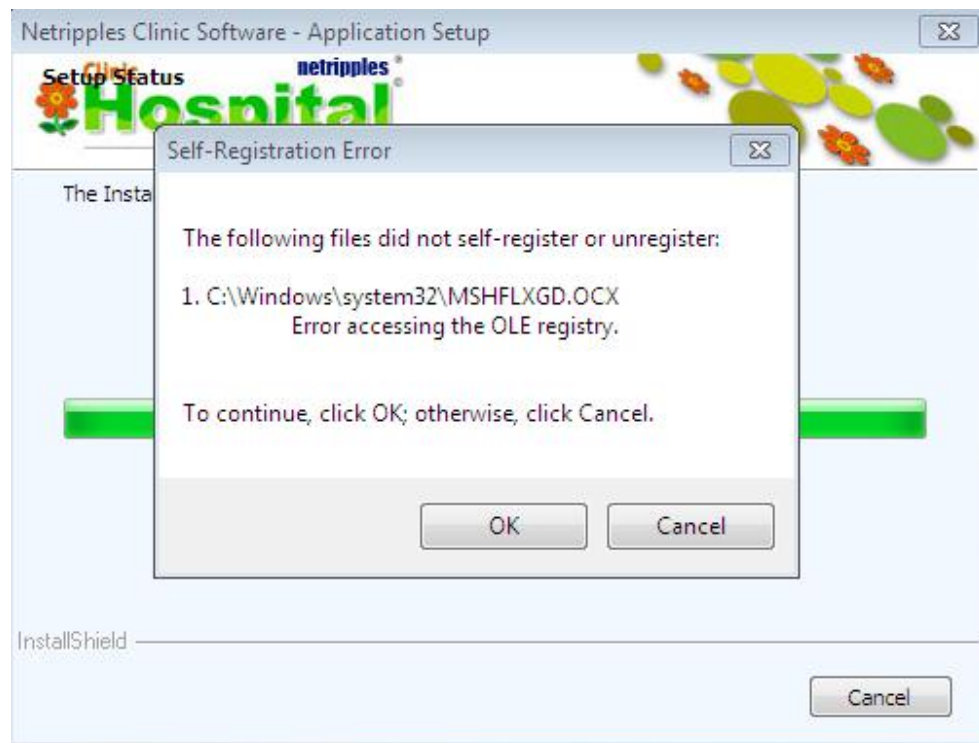 Netripples Clinic Software - Application Setup
Clinic
netripples
Setup Status
Hospital
Self-Registration Error
The Insta
The following files did not self-register or unregister:
1. C:\Windows\system32\MSHFLXGD.OCX
Error accessing the OLE registry.
To continue, click OK; otherwise, click Cancel.
OK
Cancel
InstallShield
Cancel